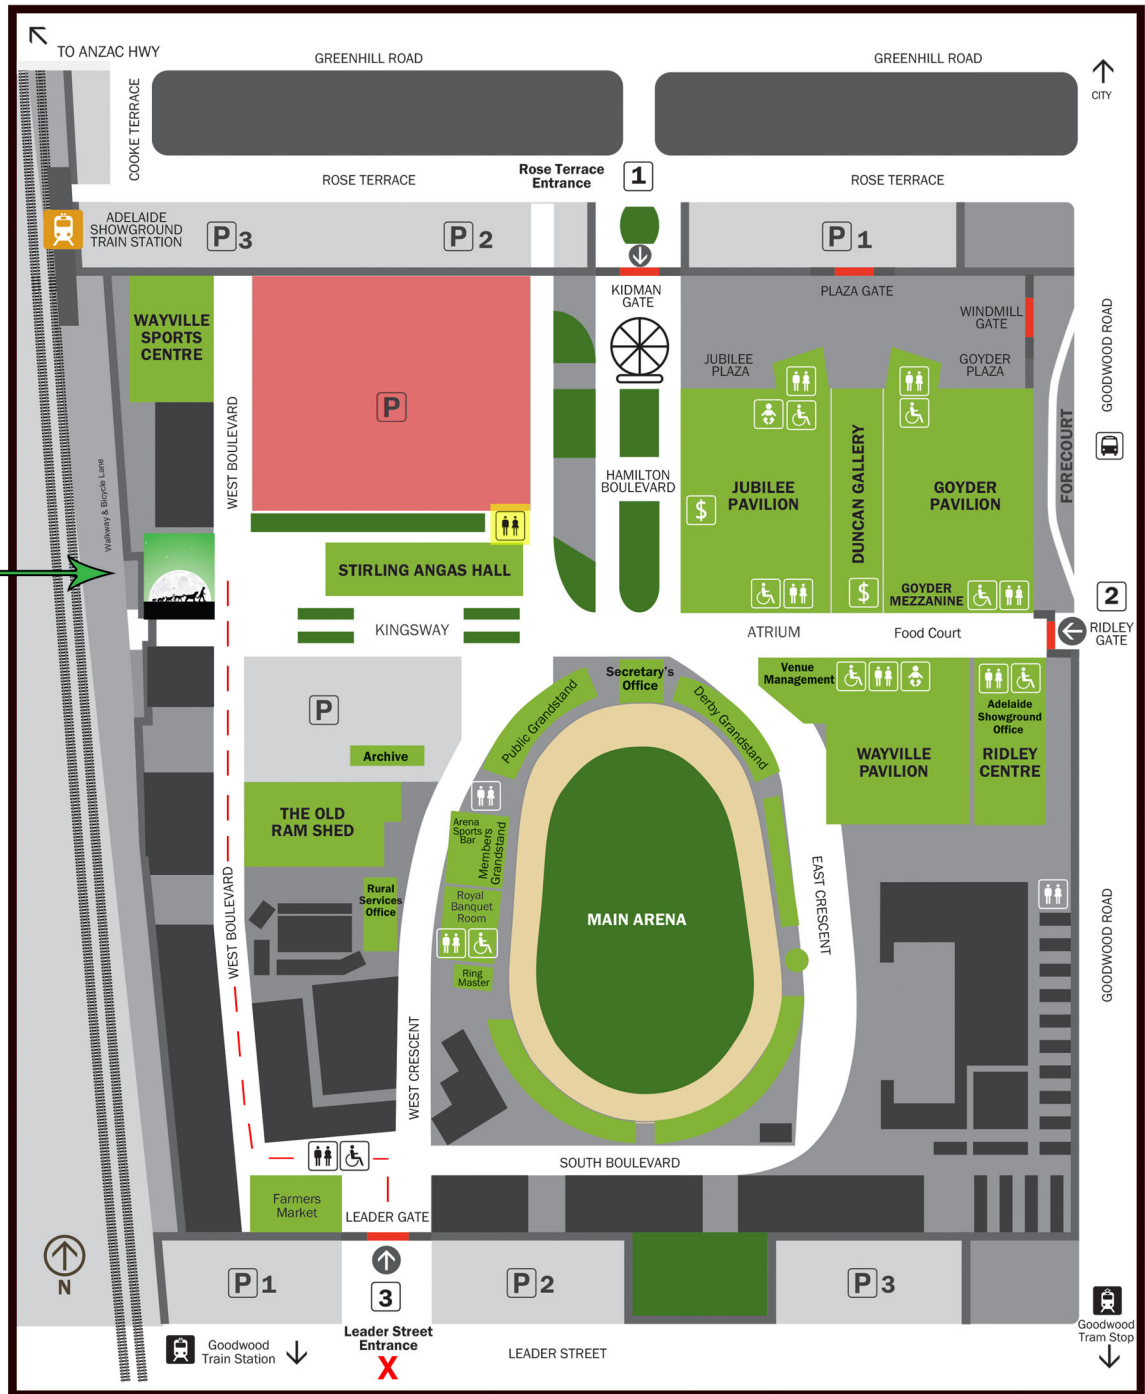 TO ANZAC HWY
GREENHILL ROAD
GREENHILL ROAD
CITY
COOKE TERRACE
ROSE TERRACE
Rose Terrace
Entrance
1
ROSE TERRACE
ADELAIDE
SHOWGROUND
TRAIN STATION
P3
P2
P1
KIDMAN
GATE
PLAZA GATE
WINDMILL
GATE
WAYVILLE
SPORTS
CENTRE
JUBILEE
PLAZA
GOYDER
PLAZA
GOODWOOD ROAD
WEST BOULEVARD
P
FORECOURT
HAMILTON
BOULEVARD
JUBILEE
PAVILION
DUNCAN GALLERY
GOYDER
PAVILION
$
Walkway & Bicycle Lane
STIRLING ANGAS HALL
$
GOYDER
MEZZANINE
2
RIDLEY
GATE
KINGSWAY
ATRIUM
Food Court
P
Public Grandstand
Secretary's
Office
Derby Grandstand
Venue
Management
Adelaide
Showground
Office
Archive
WAYVILLE
PAVILION
RIDLEY
CENTRE
THE OLD
RAM SHED
Arena
Sports
Bar
Members
Grandstand
EAST CRESCENT
WEST BOULEVARD
Rural
Services
Office
Royal
Banquet
Room
MAIN ARENA
GOODWOOD ROAD
Ring
Master
WEST CRESCENT
SOUTH BOULEVARD
Farmers
Market
LEADER GATE
N
P1
3
P2
P3
Leader Street
Entrance
X
Goodwood
Train Station
LEADER STREET
Goodwood
Tram Stop